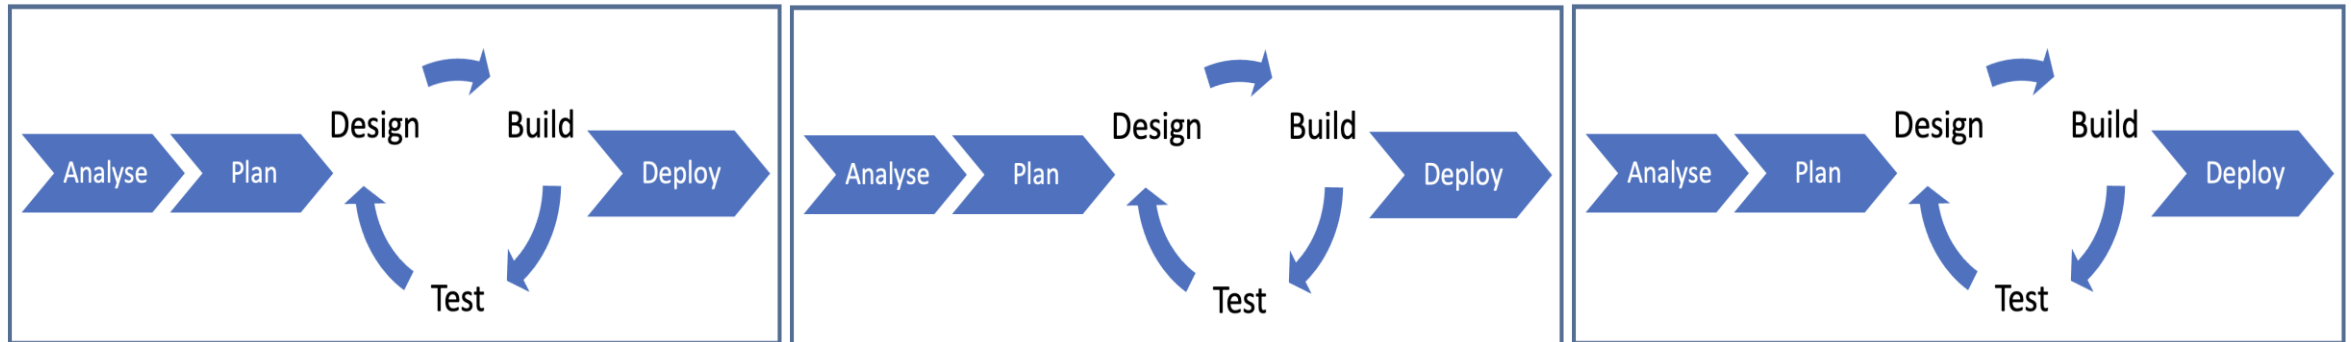 Analyse
Plan
Design
Build
Test
Deploy
Analyse
Plan
Design
Build
Test
Deploy
Analyse
Plan
Design
Build
Test
Deploy